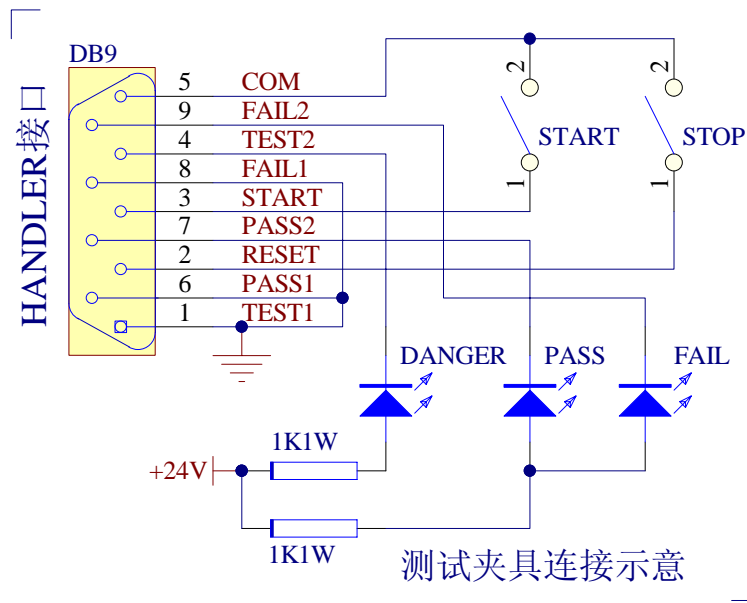 DB9
HANDLER接口
5 COM
9 FAIL2
4 TEST2
8 FAIL1
3 START
7 PASS2
2 RESET
6 PASS1
1 TEST1
2
START
1
2
STOP
1
DANGER
PASS
FAIL
1K1W
+24V
1K1W
测试夹具连接示意